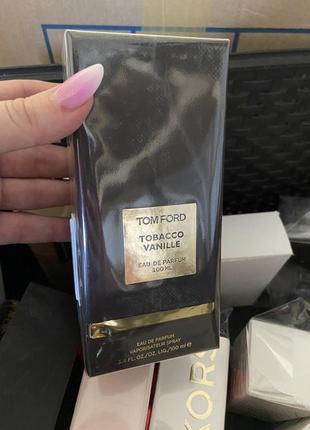 TOM FORD
TOBACCO
VANILLE
EAU DE PARFUM
100 ML
EAU DE PARFUM
VAPORISATEUR SPRAY
3.4 FL.OZ./OZ. LIQ./100 ml e
KORS